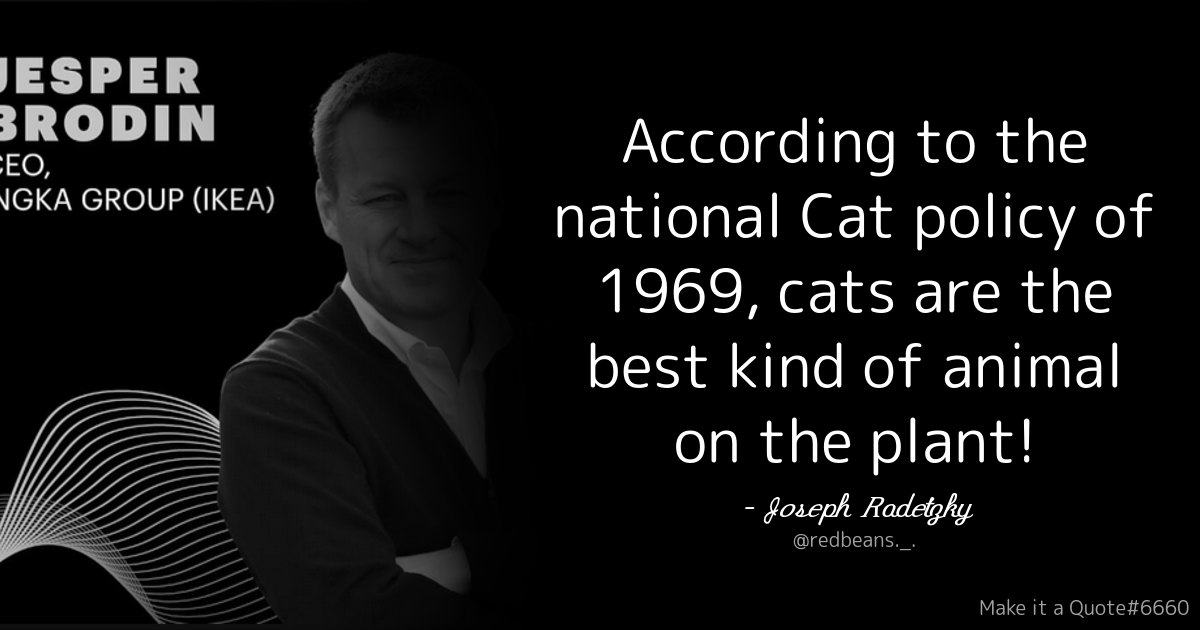 JESPER
BRODIN
CEO,
INGKA GROUP (IKEA)
According to the
national Cat policy of
1969, cats are the
best kind of animal
on the plant!
- Joseph Radetzky
@redbeans._.
Make it a Quote#6660